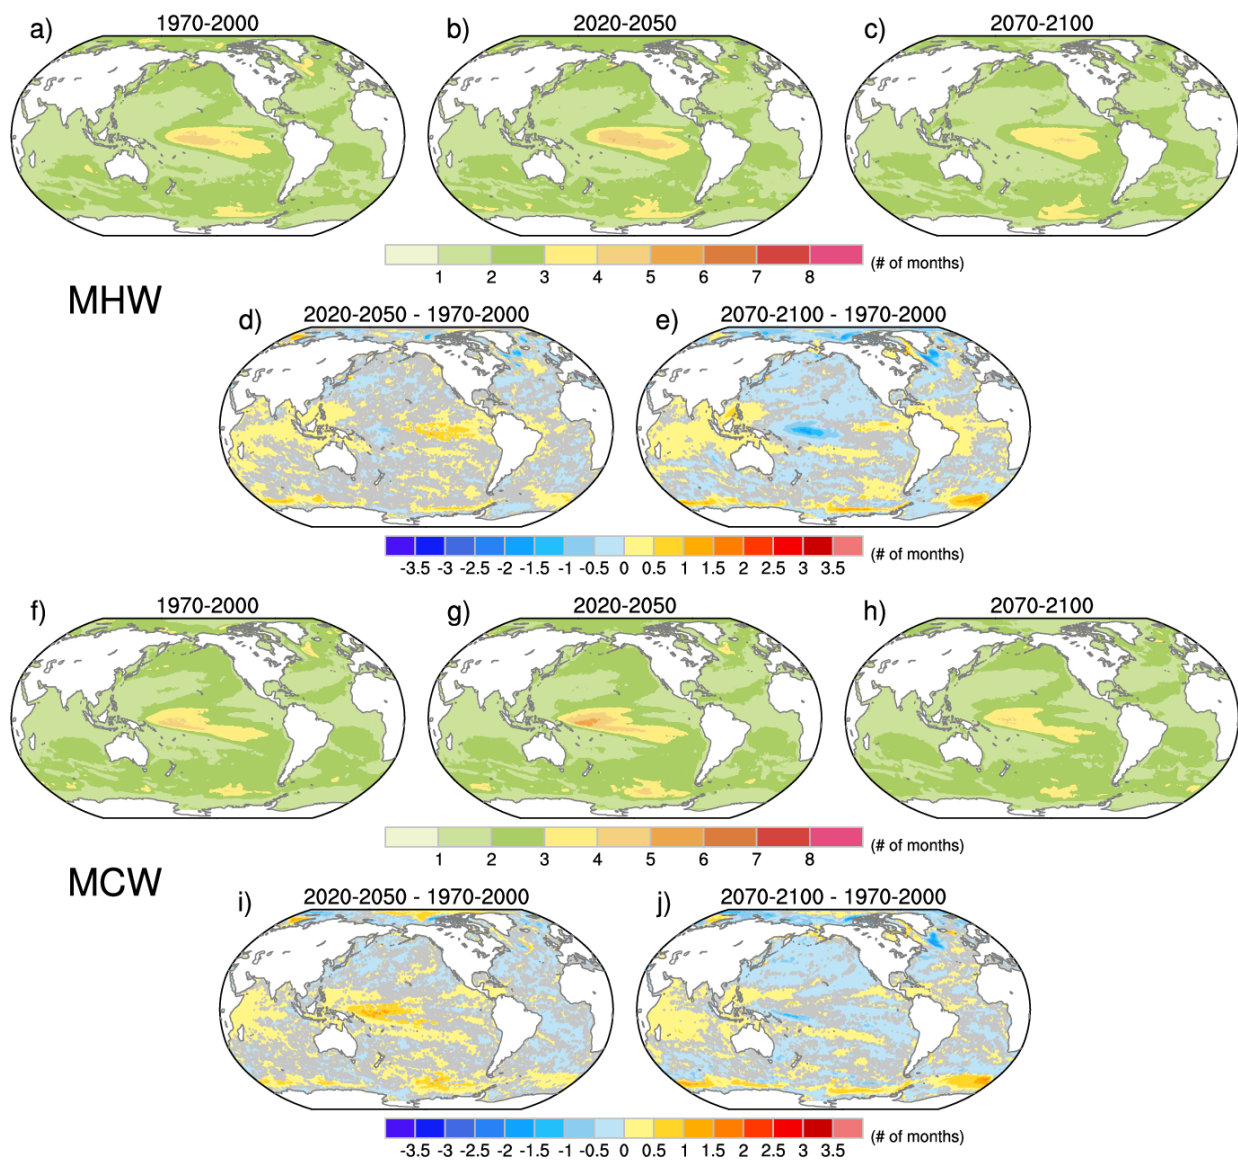 a) 1970-2000 b) 2020-2050 c) 2070-2100
1 2 3 4 5 6 7 8 (# of months)
MHW
d) 2020-2050 - 1970-2000 e) 2070-2100 - 1970-2000
-3.5 -3 -2.5 -2 -1.5 -1 -0.5 0 0.5 1 1.5 2 2.5 3 3.5 (# of months)
f) 1970-2000 g) 2020-2050 h) 2070-2100
1 2 3 4 5 6 7 8 (# of months)
MCW
i) 2020-2050 - 1970-2000 j) 2070-2100 - 1970-2000
-3.5 -3 -2.5 -2 -1.5 -1 -0.5 0 0.5 1 1.5 2 2.5 3 3.5 (# of months)